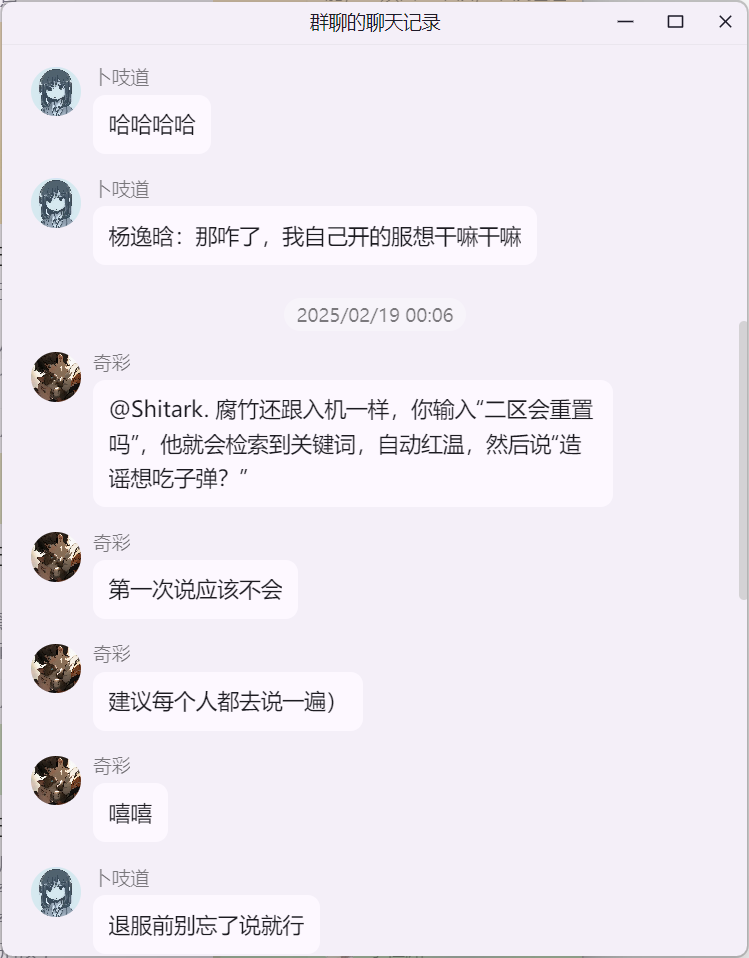 群聊的聊天记录
卜吱道
哈哈哈哈
卜吱道
杨逸晗：那咋了，我自己开的服想干嘛干嘛
2025/02/19 00:06
奇彩
@Shitark. 腐竹还跟入机一样，你输入“二区会重置
吗”，他就会检索到关键词，自动红温，然后说“造
谣想吃子弹？”
奇彩
第一次说应该不会
奇彩
建议每个人都去说一遍）
奇彩
嘻嘻
卜吱道
退服前别忘了说就行